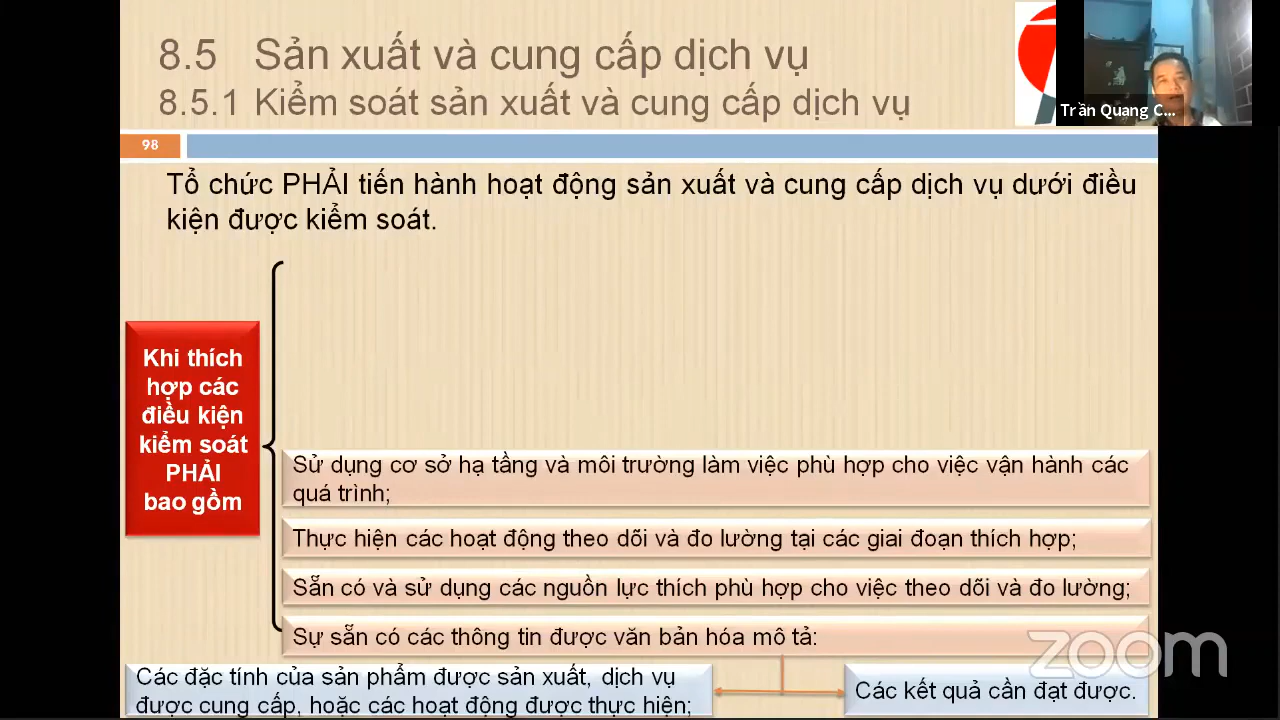 8.5 Sản xuất và cung cấp dịch vụ
8.5.1 Kiểm soát sản xuất và cung cấp dịch vụ
Trần Quang C...
98
Tổ chức PHẢI tiến hành hoạt động sản xuất và cung cấp dịch vụ dưới điều
kiện được kiểm soát.
Khi thích
hợp các
điều kiện
kiểm soát
PHẢI
bao gồm
Sử dụng cơ sở hạ tầng và môi trường làm việc phù hợp cho việc vận hành các
quá trình;
Thực hiện các hoạt động theo dõi và đo lường tại các giai đoạn thích hợp;
Sẵn có và sử dụng các nguồn lực thích phù hợp cho việc theo dõi và đo lường;
Sự sẵn có các thông tin được văn bản hóa mô tả:
Các đặc tính của sản phẩm được sản xuất, dịch vụ
được cung cấp, hoặc các hoạt động được thực hiện;
Các kết quả cần đạt được.
zoom